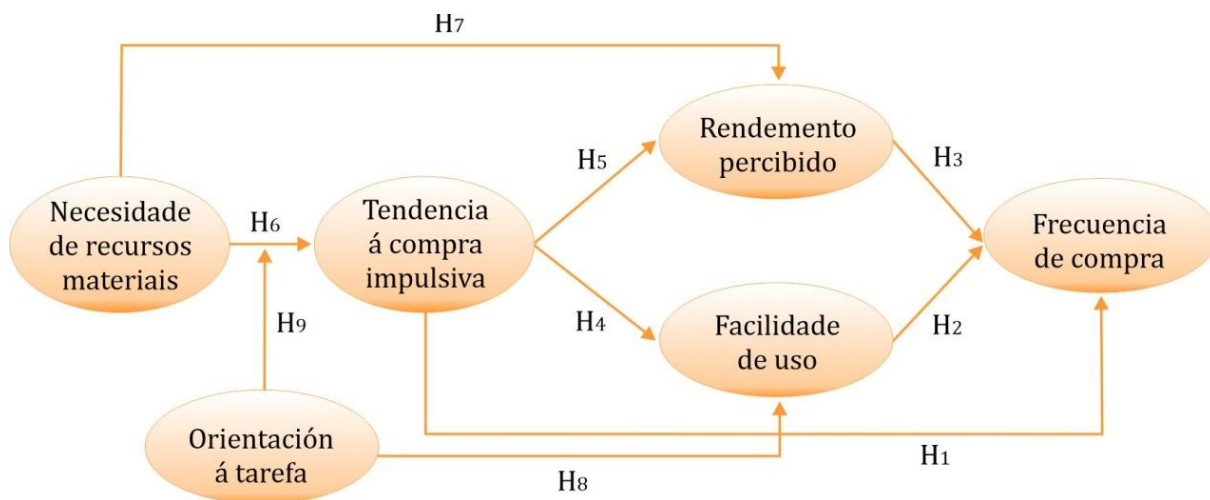 H7
Rendemento
percibido
H5
H3
Necesidade
de recursos
materiais
H6
Tendencia
á compra
impulsiva
Frecuencia
de compra
H9
H4
Facilidade
de uso
H2
Orientación
á tarefa
H8
H1